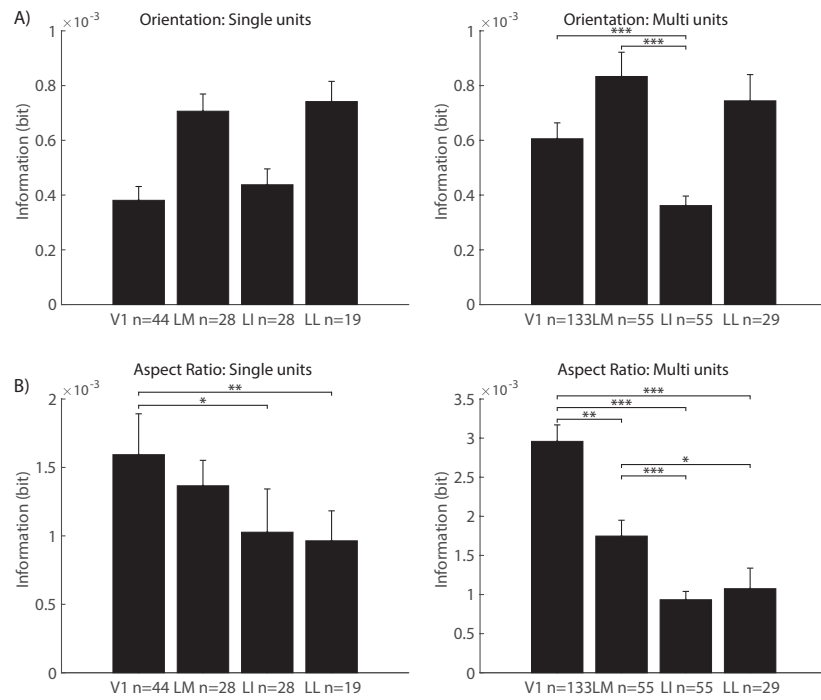 A)
Orientation: Single units
×10⁻³
1
0.8
0.6
0.4
0.2
0
Information (bit)
V1 n=44 LM n=28 LI n=28 LL n=19
Orientation: Multi units
×10⁻³
1
0.8
0.6
0.4
0.2
0
Information (bit)
***
***
V1 n=133 LM n=55 LI n=55 LL n=29
B)
Aspect Ratio: Single units
×10⁻³
2
1.5
1
0.5
0
Information (bit)
**
*
V1 n=44 LM n=28 LI n=28 LL n=19
Aspect Ratio: Multi units
×10⁻³
3.5
3
2.5
2
1.5
1
0.5
0
Information (bit)
***
***
**
*
***
V1 n=133 LM n=55 LI n=55 LL n=29